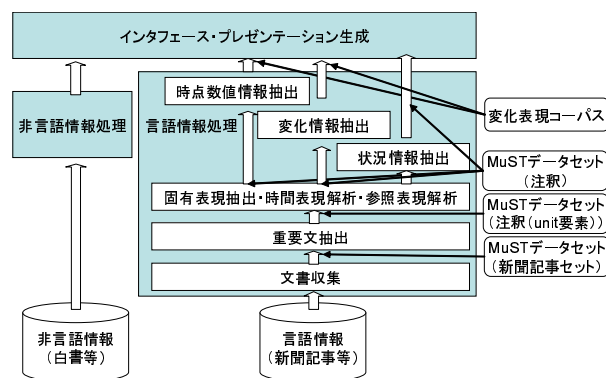 インタフェース・プレゼンテーション生成
時点数値情報抽出
非言語情報処理
言語情報処理
変化情報抽出
変化表現コーパス
状況情報抽出
MuSTデータセット
(注釈)
固有表現抽出・時間表現解析・参照表現解析
MuSTデータセット
(注釈(unit要素))
重要文抽出
MuSTデータセット
(新聞記事セット)
文書収集
非言語情報
(白書等)
言語情報
(新聞記事等)